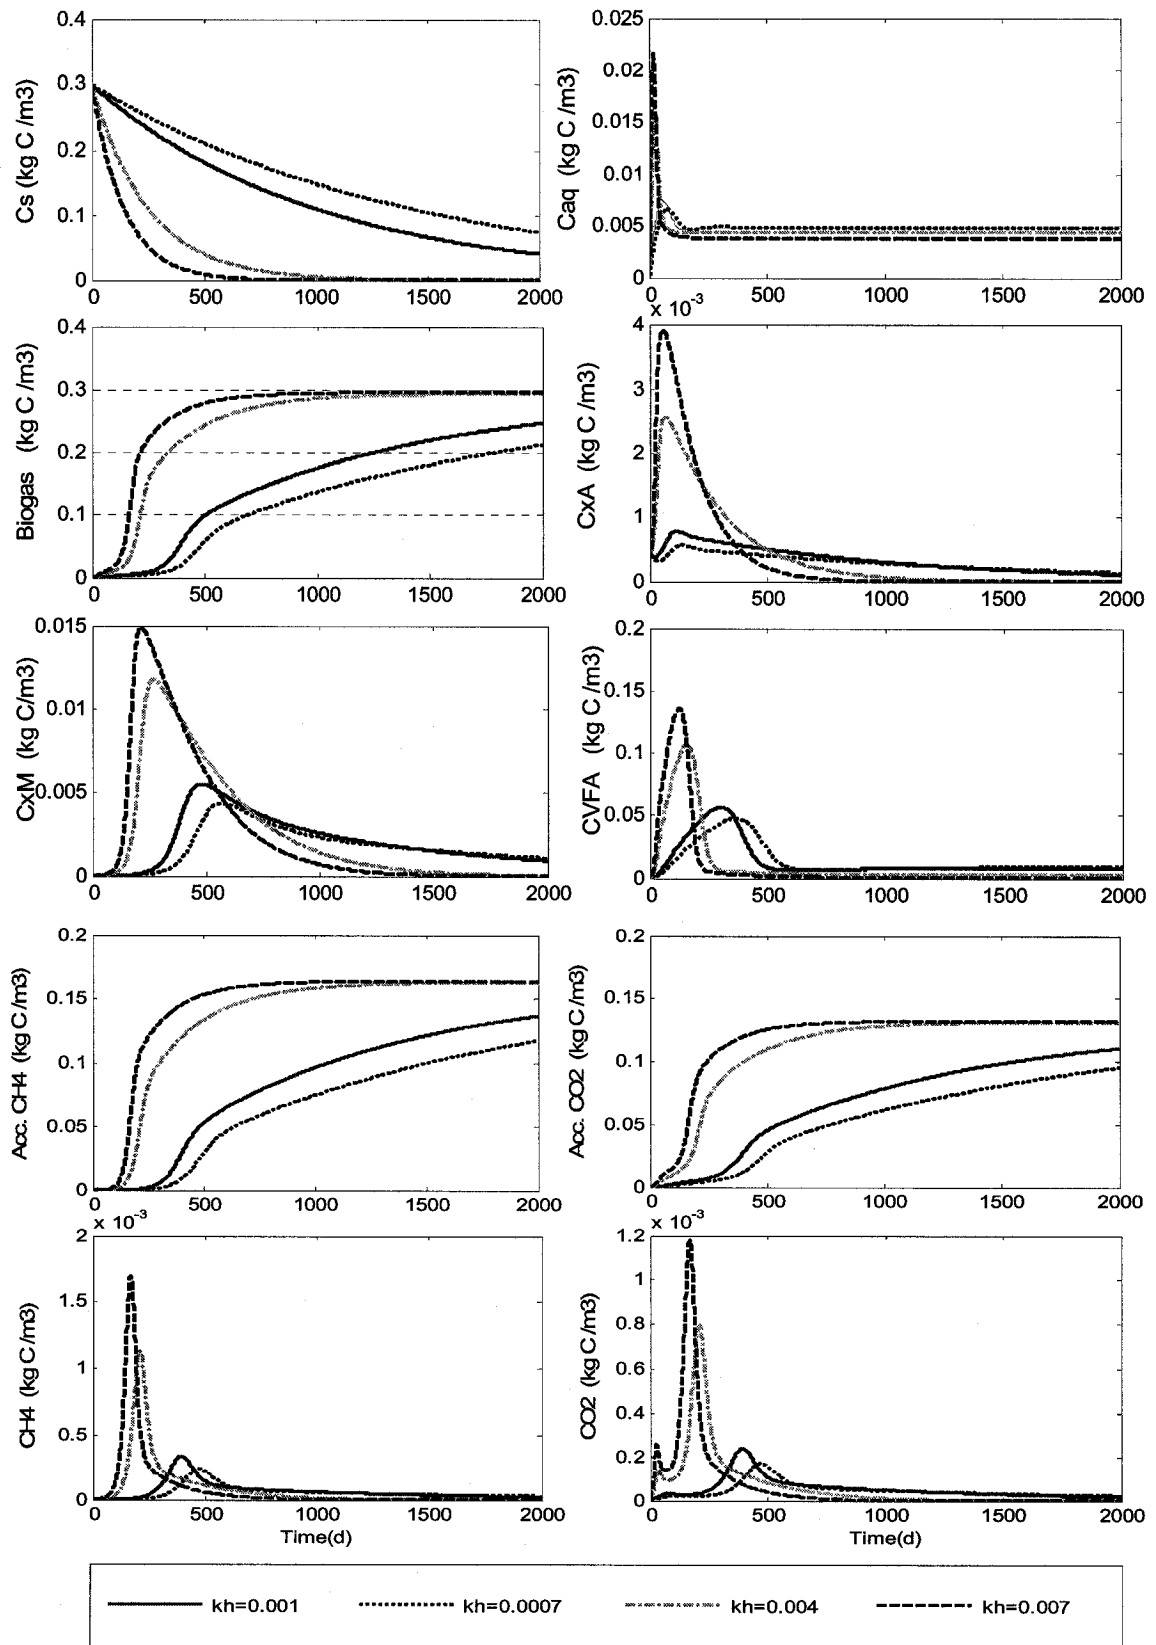 Cs (kg C /m3)
0.4
0.3
0.2
0.1
0
0 500 1000 1500 2000
Caq (kg C /m3)
0.025
0.02
0.015
0.01
0.005
0
0 500 1000 1500 2000
Biogas (kg C /m3)
0.4
0.3
0.2
0.1
0
0 500 1000 1500 2000
x 10-3
CxA (kg C /m3)
4
3
2
1
0
0 500 1000 1500 2000
CxM (kg C/m3)
0.015
0.01
0.005
0
0 500 1000 1500 2000
CVFA (kg C /m3)
0.2
0.15
0.1
0.05
0
0 500 1000 1500 2000
Acc. CH4 (kg C/m3)
0.2
0.15
0.1
0.05
0
0 500 1000 1500 2000
Acc. CO2 (kg C/m3)
0.2
0.15
0.1
0.05
0
0 500 1000 1500 2000
x 10-3
CH4 (kg C/m3)
2
1.5
1
0.5
0
0 500 1000 1500 2000
Time(d)
x 10-3
CO2 (kg C/m3)
1.2
1
0.8
0.6
0.4
0.2
0
0 500 1000 1500 2000
Time(d)
kh=0.001 kh=0.0007 kh=0.004 kh=0.007